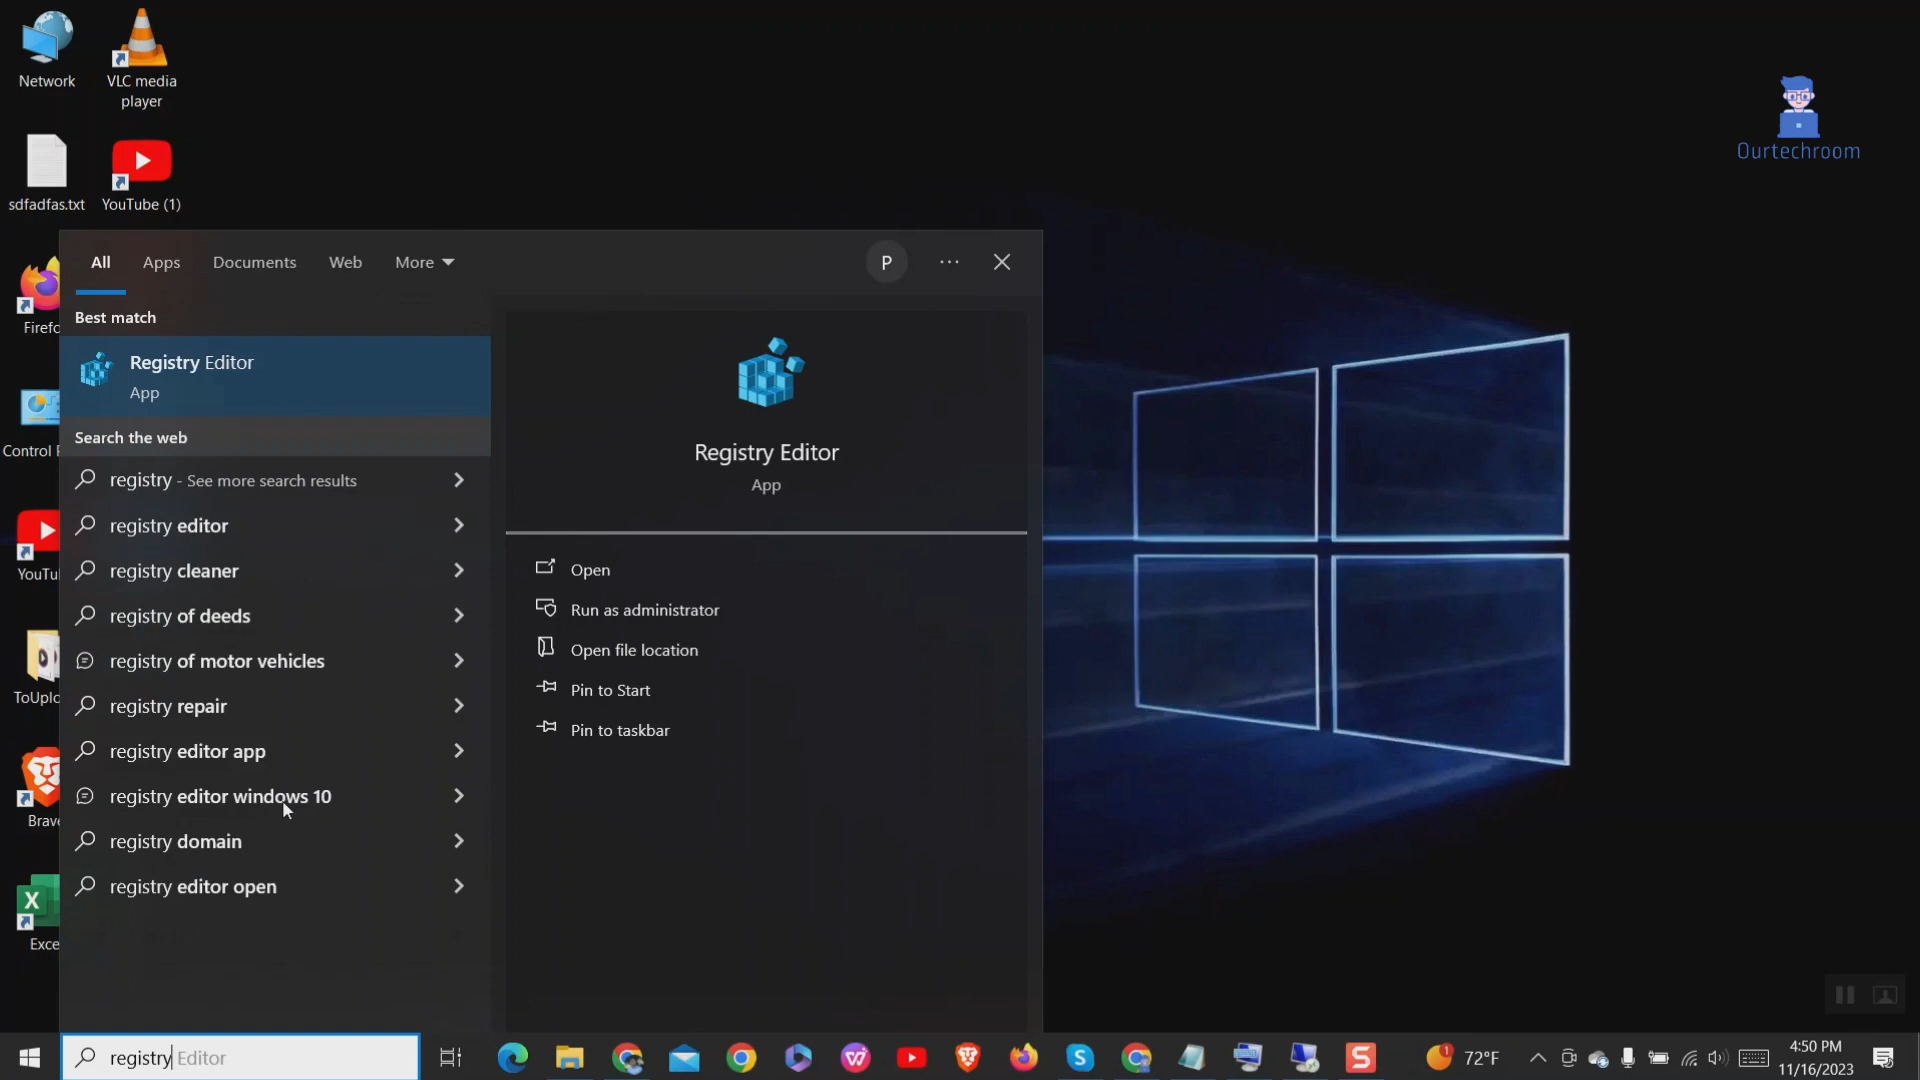 Network
VLC media
player
sdfadfas.txt
YouTube (1)
Ourtechroom
Firefo
Control P
YouTu
ToUplo
Brave
Exce
All
Apps
Documents
Web
More
P
Best match
Registry Editor
App
Search the web
registry - See more search results
registry editor
registry cleaner
registry of deeds
registry of motor vehicles
registry repair
registry editor app
registry editor windows 10
registry domain
registry editor open
Registry Editor
App
Open
Run as administrator
Open file location
Pin to Start
Pin to taskbar
registry Editor
1
72°F
4:50 PM
11/16/2023